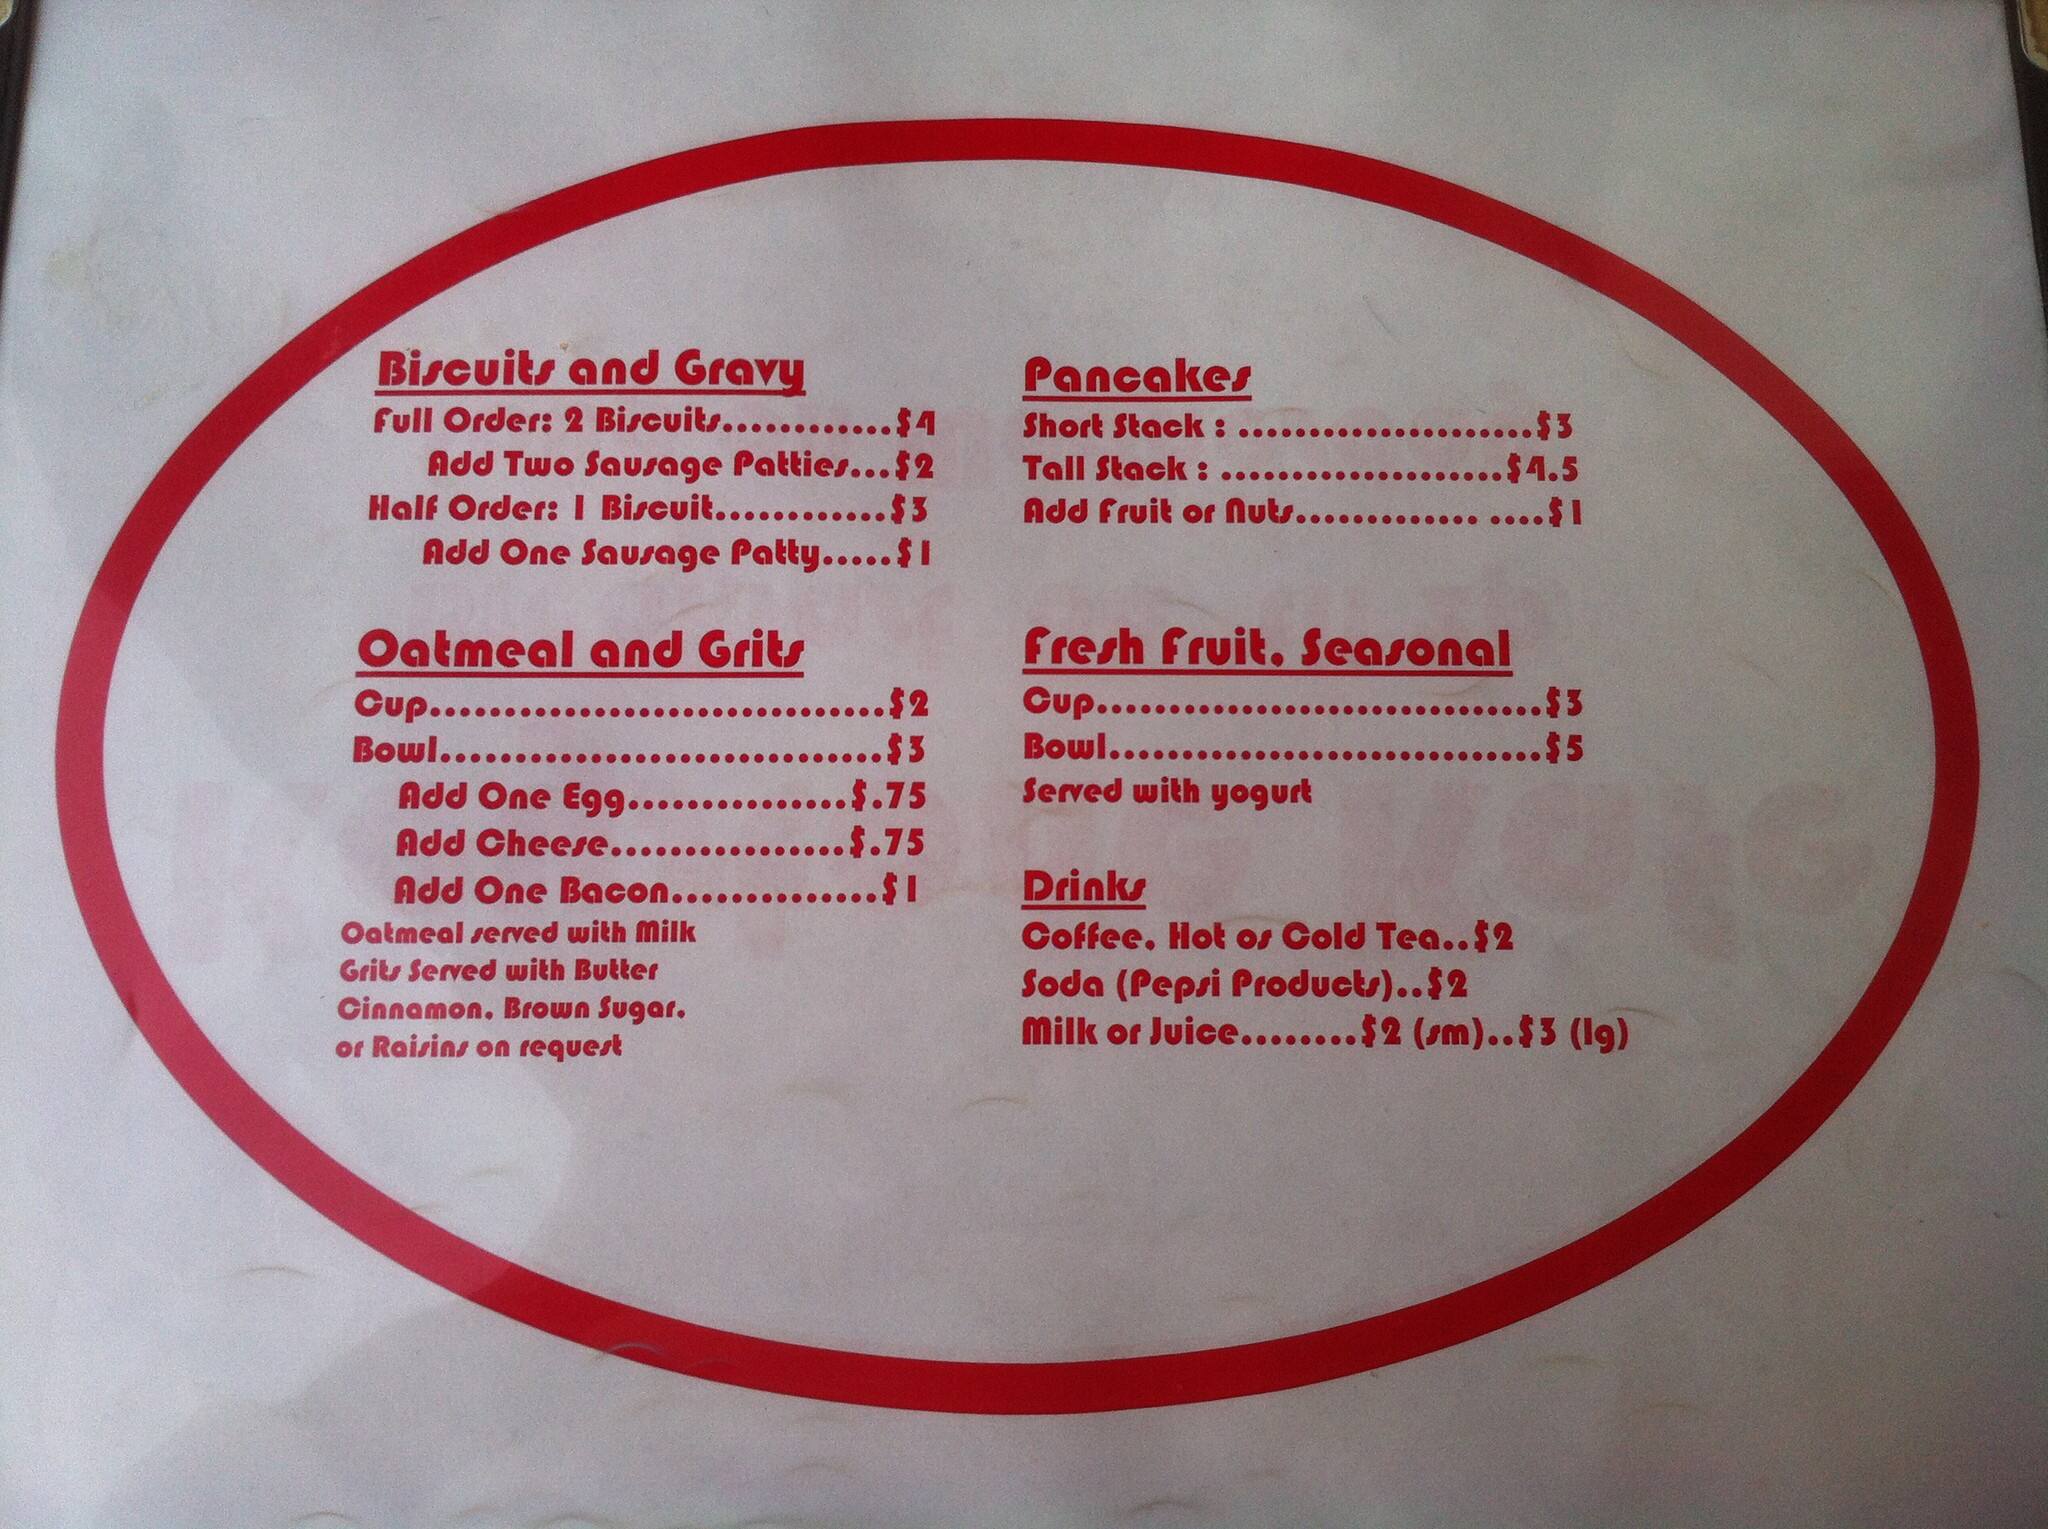 Biscuits and Gravy
Full Order: 2 Biscuits............$4
Add Two Sausage Patties...$2
Half Order: 1 Biscuit............$3
Add One Sausage Patty.....$1
Oatmeal and Grits
Cup...............................$2
Bowl..............................$3
Add One Egg...............$.75
Add Cheese................$.75
Add One Bacon..............$1
Oatmeal served with Milk
Grits Served with Butter
Cinnamon, Brown Sugar,
or Raisins on request
Pancakes
Short Stack : .....................$3
Tall Stack : ....................$4.5
Add Fruit or Nuts............. ....$1
Fresh Fruit, Seasonal
Cup...............................$3
Bowl..............................$5
Served with yogurt
Drinks
Coffee, Hot os Cold Tea..$2
Soda (Pepsi Products)..$2
Milk or Juice........$2 (sm)..$3 (lg)